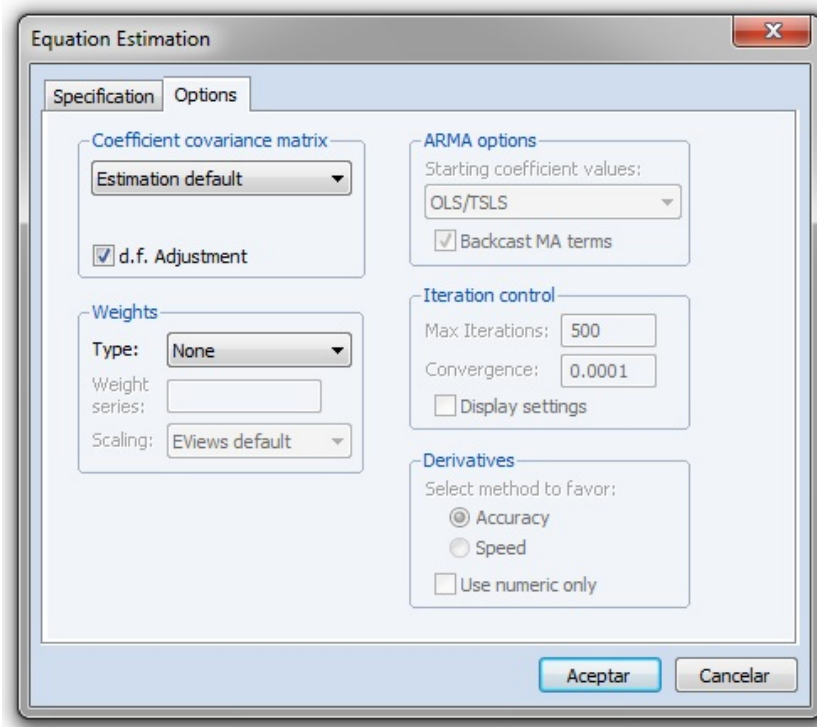 Equation Estimation
Specification
Options
Coefficient covariance matrix
Estimation default
d.f. Adjustment
Weights
Type: None
Weight
series:
Scaling: EViews default
ARMA options
Starting coefficient values:
OLS/TSLS
Backcast MA terms
Iteration control
Max Iterations: 500
Convergence: 0.0001
Display settings
Derivatives
Select method to favor:
Accuracy
Speed
Use numeric only
Aceptar
Cancelar